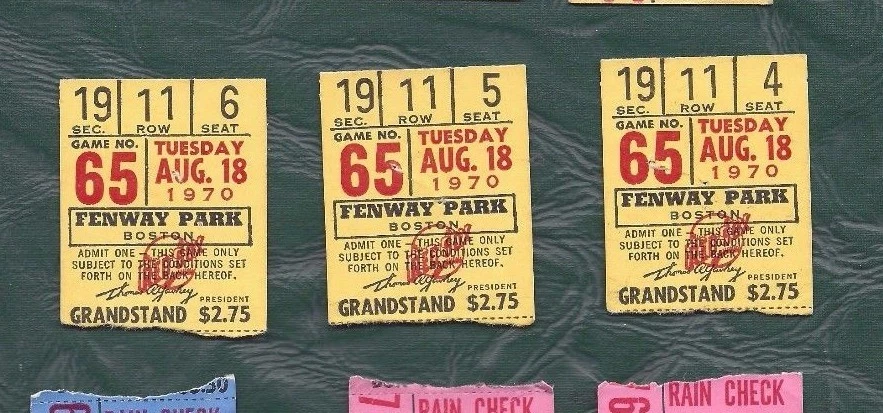 19 11 6
SEC. ROW SEAT
GAME NO. TUESDAY
65 AUG. 18
1970
FENWAY PARK
BOSTON
ADMIT ONE - THIS GAME ONLY
SUBJECT TO THE CONDITIONS SET
FORTH ON THE BACK HEREOF.
PRESIDENT
GRANDSTAND $2.75
19 11 5
SEC. ROW SEAT
GAME NO. TUESDAY
65 AUG. 18
1970
FENWAY PARK
BOSTON
ADMIT ONE - THIS GAME ONLY
SUBJECT TO THE CONDITIONS SET
FORTH ON THE BACK HEREOF.
PRESIDENT
GRANDSTAND $2.75
19 11 4
SEC. ROW SEAT
GAME NO. TUESDAY
65 AUG. 18
1970
FENWAY PARK
BOSTON
ADMIT ONE - THIS GAME ONLY
SUBJECT TO THE CONDITIONS SET
FORTH ON THE BACK HEREOF.
PRESIDENT
GRANDSTAND $2.75
RAIN CHECK
RAIN CHECK
RAIN CHECK